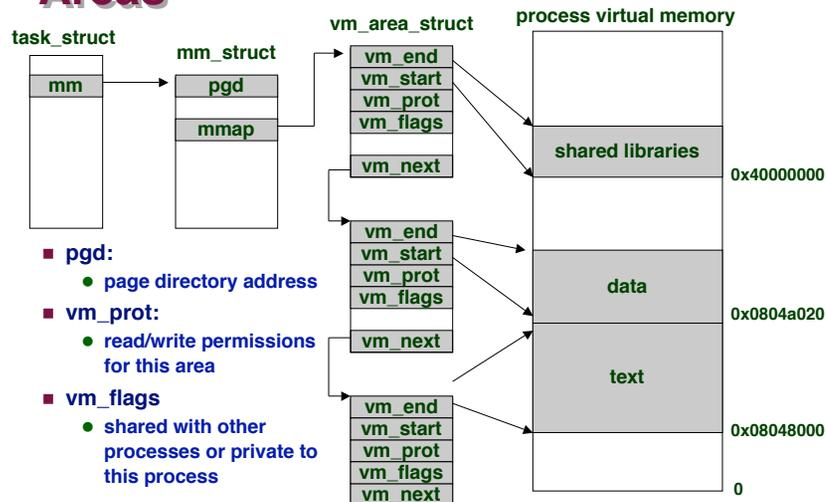 Areas
process virtual memory
task_struct
mm_struct
vm_area_struct
mm
pgd
mmap
vm_end
vm_start
vm_prot
vm_flags
vm_next
shared libraries
0x40000000
vm_end
vm_start
vm_prot
vm_flags
vm_next
data
0x0804a020
text
0x08048000
vm_end
vm_start
vm_prot
vm_flags
vm_next
0
pgd:
page directory address
vm_prot:
read/write permissions
for this area
vm_flags
shared with other
processes or private to
this process